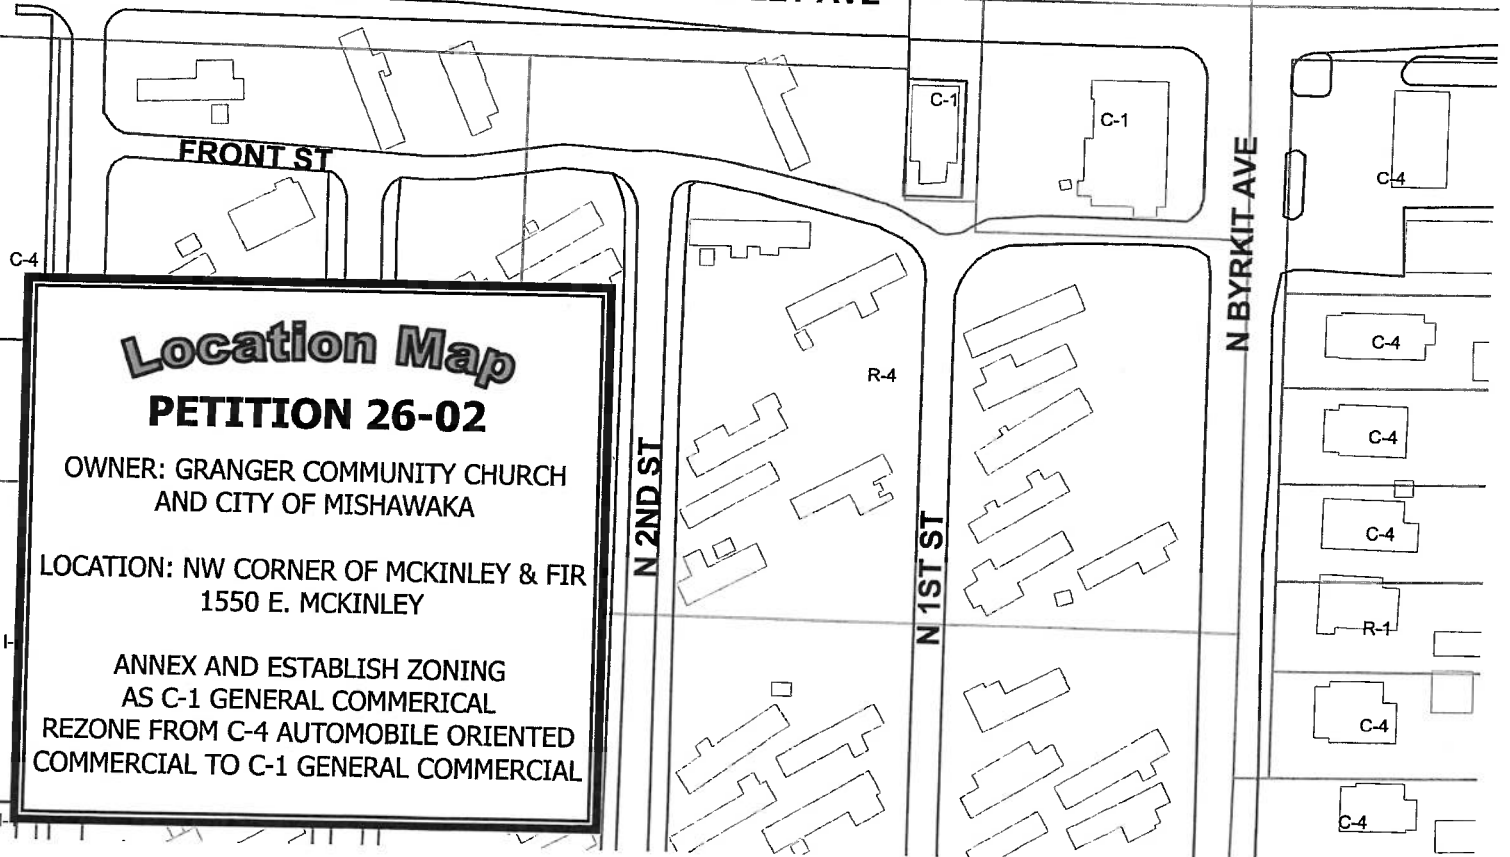 AVE
C-1
C-1
FRONT ST
C-4
C-4
N BYRKIT AVE
C-4
R-4
C-4
N 2ND ST
C-4
N 1ST ST
R-1
C-4
C-4
Location Map
PETITION 26-02
OWNER: GRANGER COMMUNITY CHURCH
AND CITY OF MISHAWAKA
LOCATION: NW CORNER OF MCKINLEY & FIR
1550 E. MCKINLEY
ANNEX AND ESTABLISH ZONING
AS C-1 GENERAL COMMERICAL
REZONE FROM C-4 AUTOMOBILE ORIENTED
COMMERCIAL TO C-1 GENERAL COMMERCIAL